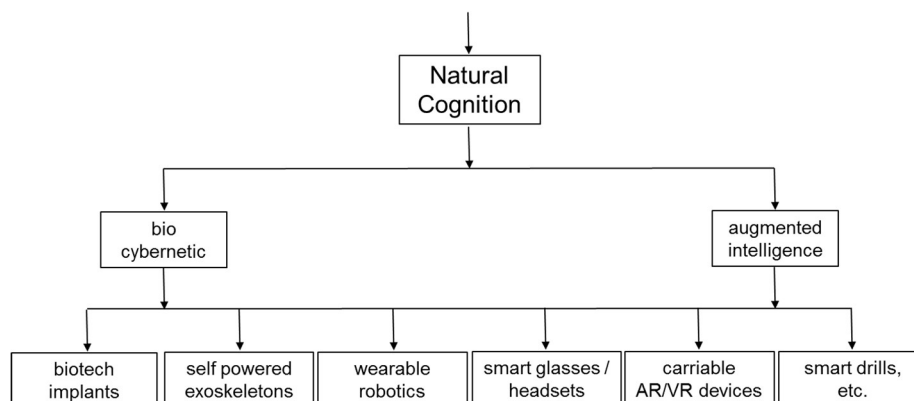 Natural
Cognition
bio
cybernetic
augmented
intelligence
biotech
implants
self powered
exoskeletons
wearable
robotics
smart glasses /
headsets
carriable
AR/VR devices
smart drills,
etc.